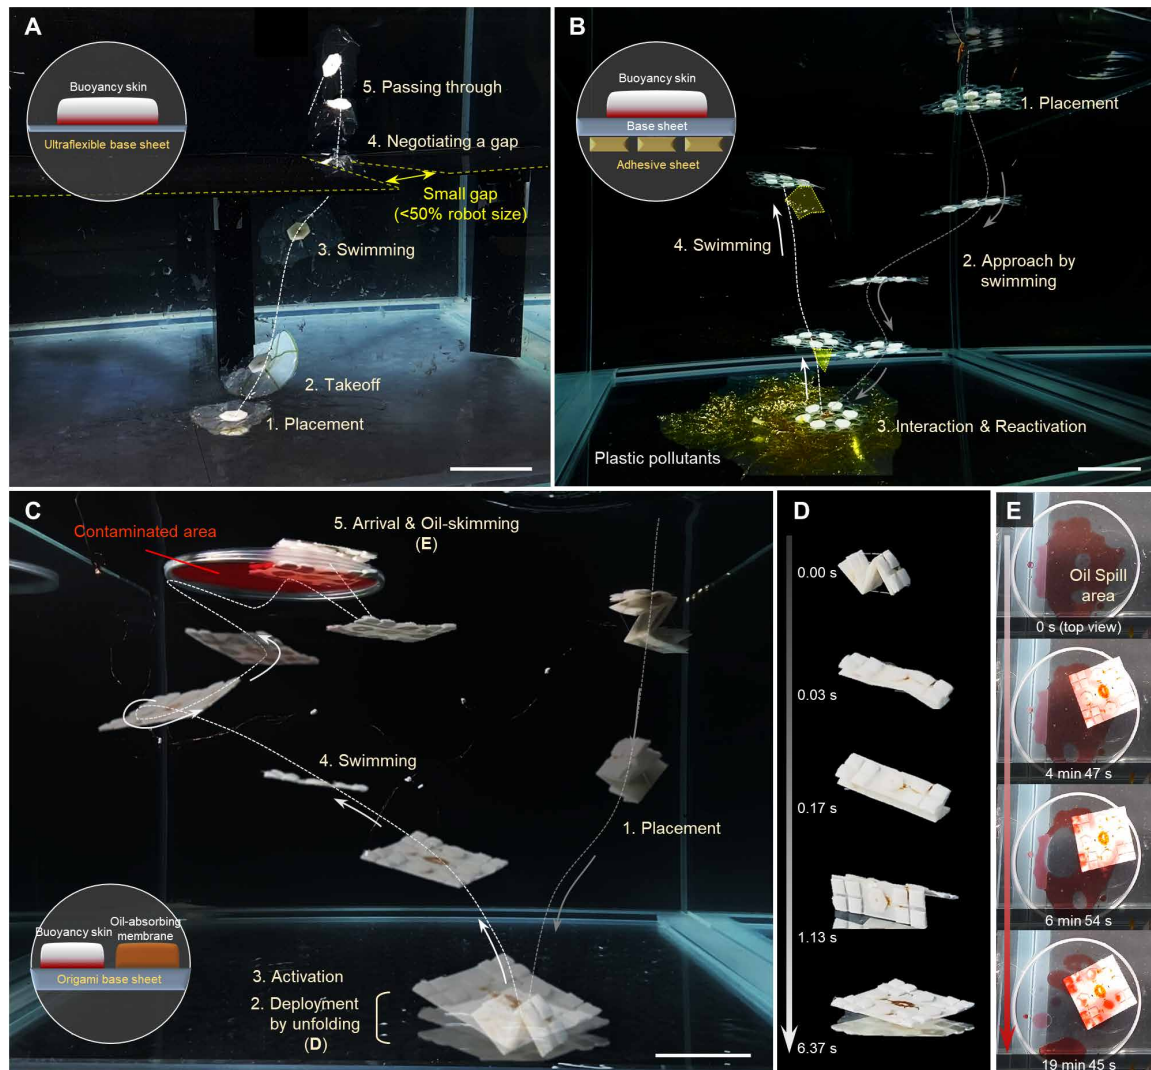 A
Buoyancy skin
Ultraflexible base sheet
5. Passing through
4. Negotiating a gap
Small gap
(<50% robot size)
3. Swimming
2. Takeoff
1. Placement
B
Buoyancy skin
Base sheet
Adhesive sheet
1. Placement
2. Approach by
swimming
4. Swimming
3. Interaction & Reactivation
Plastic pollutants
C
Contaminated area
5. Arrival & Oil-skimming
(E)
4. Swimming
1. Placement
3. Activation
2. Deployment
by unfolding
(D)
Buoyancy skin
Oil-absorbing
membrane
Origami base sheet
D
0.00 s
0.03 s
0.17 s
1.13 s
6.37 s
E
Oil Spill
area
0 s (top view)
4 min 47 s
6 min 54 s
19 min 45 s